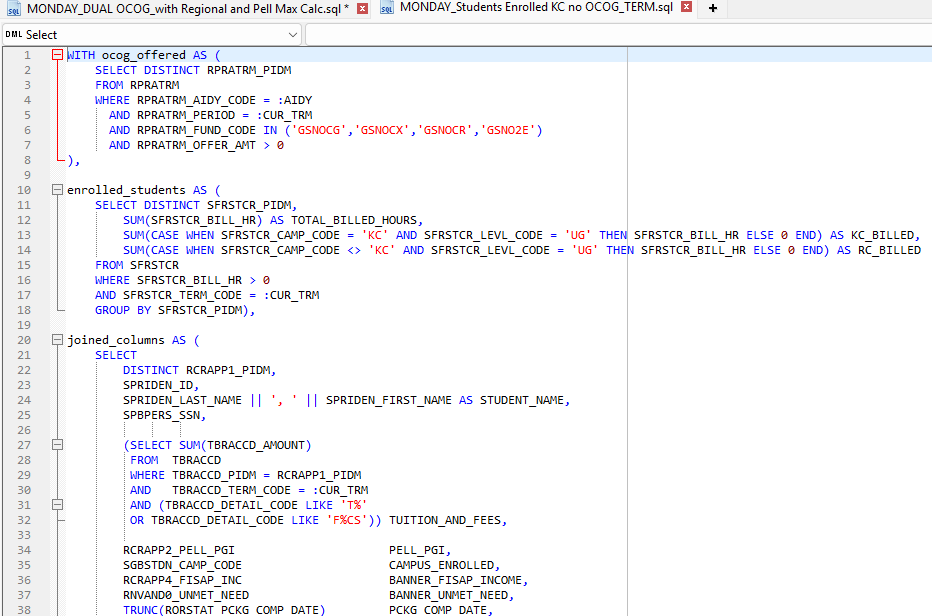 MONDAY_DUAL OCOG_with Regional and Pell Max Calc.sql *
MONDAY_Students Enrolled KC no OCOG_TERM.sql
DML Select
1 WITH ocog_offered AS (
2 SELECT DISTINCT RPRATRM_PIDM
3 FROM RPRATRM
4 WHERE RPRATRM_AIDY_CODE = :AIDY
5 AND RPRATRM_PERIOD = :CUR_TRM
6 AND RPRATRM_FUND_CODE IN ('GSNOCG','GSNOCX','GSNOCR','GSNO2E')
7 AND RPRATRM_OFFER_AMT > 0
8 ),
9
10 enrolled_students AS (
11 SELECT DISTINCT SFRSTCR_PIDM,
12 SUM(SFRSTCR_BILL_HR) AS TOTAL_BILLED_HOURS,
13 SUM(CASE WHEN SFRSTCR_CAMP_CODE = 'KC' AND SFRSTCR_LEVL_CODE = 'UG' THEN SFRSTCR_BILL_HR ELSE 0 END) AS KC_BILLED,
14 SUM(CASE WHEN SFRSTCR_CAMP_CODE <> 'KC' AND SFRSTCR_LEVL_CODE = 'UG' THEN SFRSTCR_BILL_HR ELSE 0 END) AS RC_BILLED
15 FROM SFRSTCR
16 WHERE SFRSTCR_BILL_HR > 0
17 AND SFRSTCR_TERM_CODE = :CUR_TRM
18 GROUP BY SFRSTCR_PIDM),
19
20 joined_columns AS (
21 SELECT
22 DISTINCT RCRAPP1_PIDM,
23 SPRIDEN_ID,
24 SPRIDEN_LAST_NAME || ', ' || SPRIDEN_FIRST_NAME AS STUDENT_NAME,
25 SPBPERS_SSN,
26
27 (SELECT SUM(TBRACCD_AMOUNT)
28 FROM TBRACCD
29 WHERE TBRACCD_PIDM = RCRAPP1_PIDM
30 AND TBRACCD_TERM_CODE = :CUR_TRM
31 AND (TBRACCD_DETAIL_CODE LIKE 'T%'
32 OR TBRACCD_DETAIL_CODE LIKE 'F%CS')) TUITION_AND_FEES,
33
34 RCRAPP2_PELL_PGI PELL_PGI,
35 SGBSTDN_CAMP_CODE CAMPUS_ENROLLED,
36 RCRAPP4_FISAP_INC BANNER_FISAP_INCOME,
37 RNVAND0_UNMET_NEED BANNER_UNMET_NEED,
38 TRUNC(RORSTAT_PCKG_COMP_DATE) PCKG_COMP_DATE,